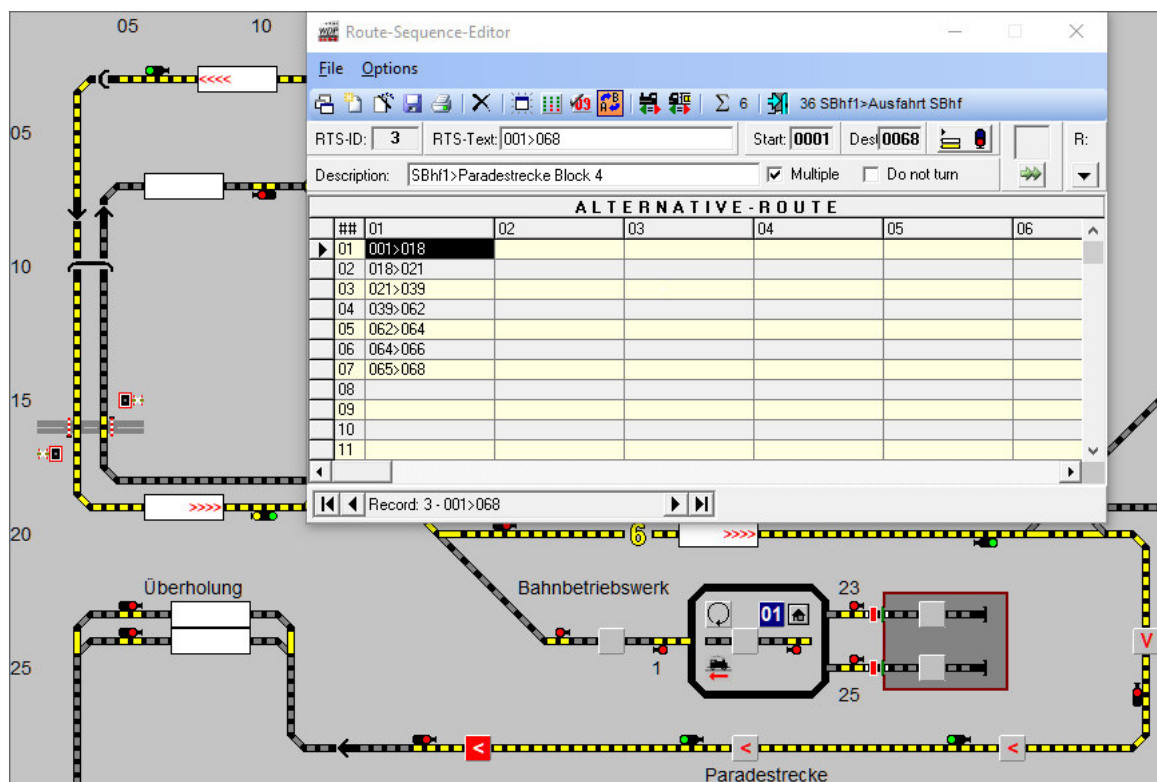 05 10
Route-Sequence-Editor
File Options
Σ 6 36 SBhf1>Ausfahrt SBhf
RTS-ID: 3 RTS-Text: 001>068 Start: 0001 Dest 0068 R:
Description: SBhf1>Paradestrecke Block 4 Multiple Do not turn
ALTERNATIVE-ROUTE
## 01 02 03 04 05 06
01 001>018
02 018>021
03 021>039
04 039>062
05 062>064
06 064>066
07 065>068
08
09
10
11
Record: 3 - 001>068
<<<<
05
10
15
>>>>
20
6
>>>>
Überholung
Bahnbetriebswerk
23
01
25
1
25
V
<
<
<
Paradestrecke